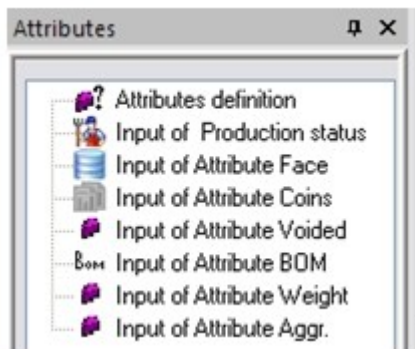 Attributes
Attributes definition
Input of Production status
Input of Attribute Face
Input of Attribute Coins
Input of Attribute Voided
BOM Input of Attribute BOM
Input of Attribute Weight
Input of Attribute Aggr.